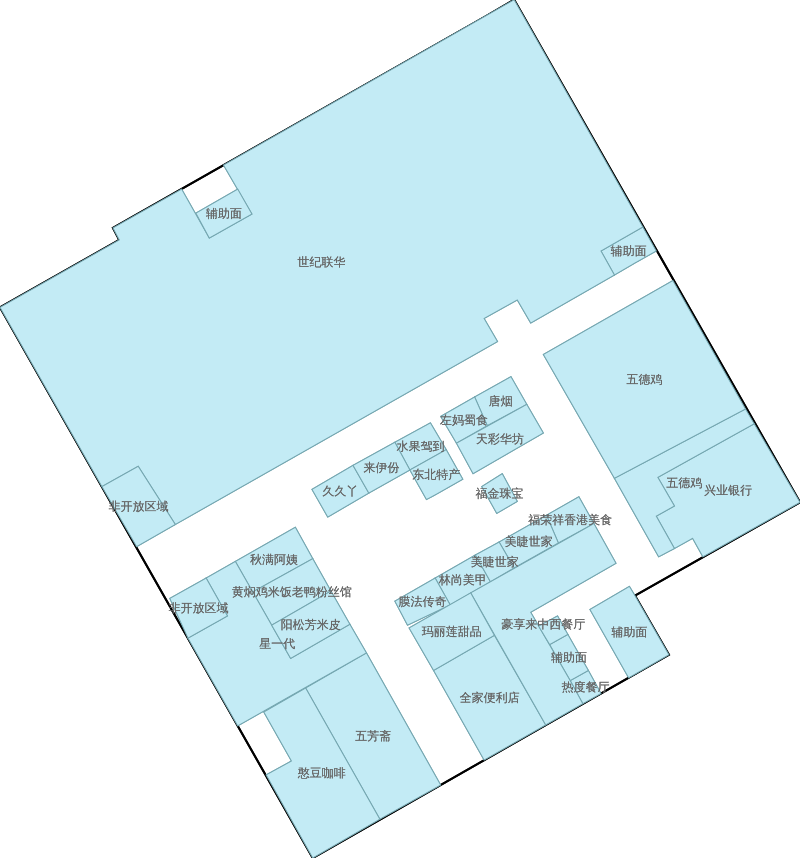 辅助面
世纪联华
辅助面
五德鸡
唐烟
左妈蜀食
天彩华坊
水果驾到
来伊份
东北特产
久久丫
五德鸡
兴业银行
福金珠宝
非开放区域
福荣祥香港美食
美睫世家
美睫世家
秋满阿姨
林尚美甲
黄焖鸡米饭老鸭粉丝馆
膜法传奇
非开放区域
阳松芳米皮
豪享来中西餐厅
玛丽莲甜品
辅助面
星一代
辅助面
热度餐厅
全家便利店
五芳斋
憨豆咖啡